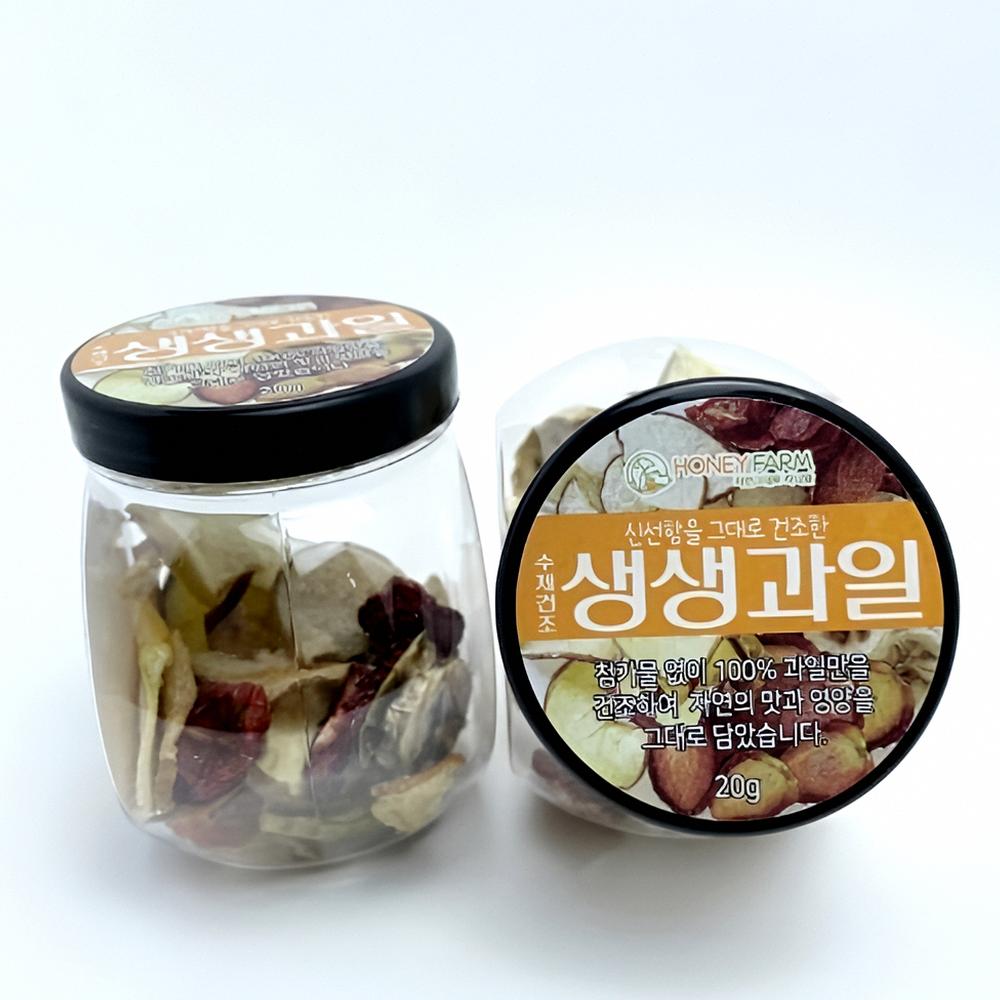 생생과일
HONEY FARM
신선함을 그대로 건조한
수제건조
생생과일
첨가물 없이 100% 과일만을
건조하여 자연의 맛과 영양을
그대로 담았습니다.
20g